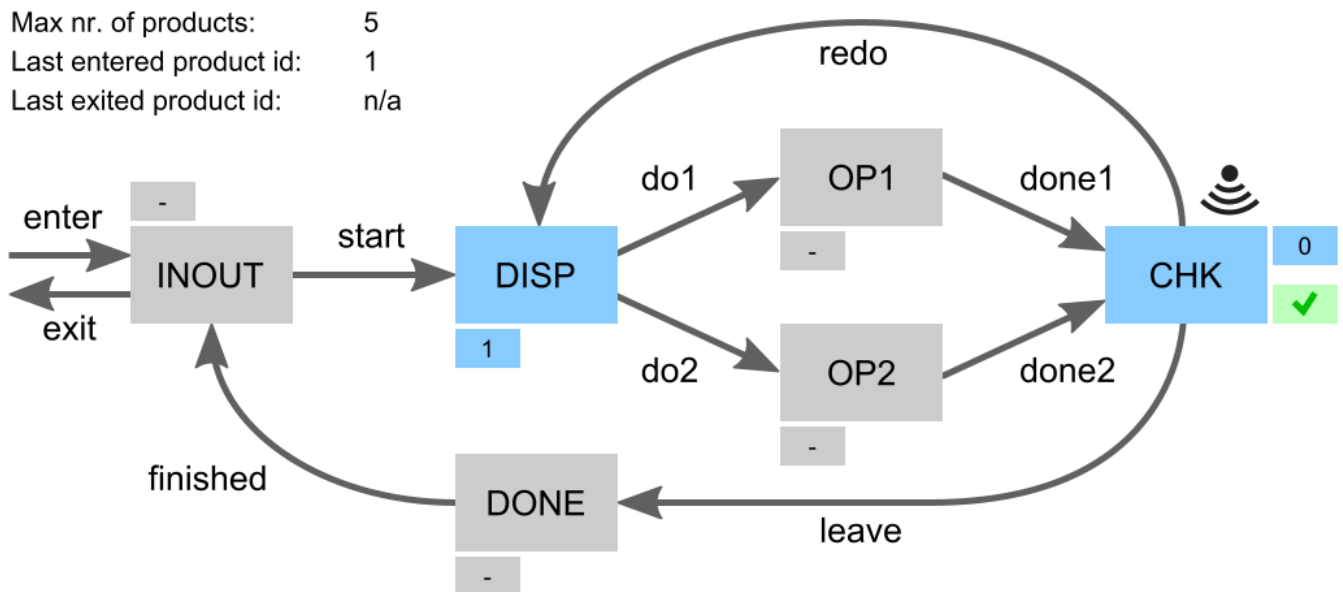 Max nr. of products: 5
Last entered product id: 1
Last exited product id: n/a
redo
enter
-
INOUT
exit
start
DISP
1
do1
OP1
-
done1
do2
OP2
-
done2
CHK
0
finished
DONE
-
leave